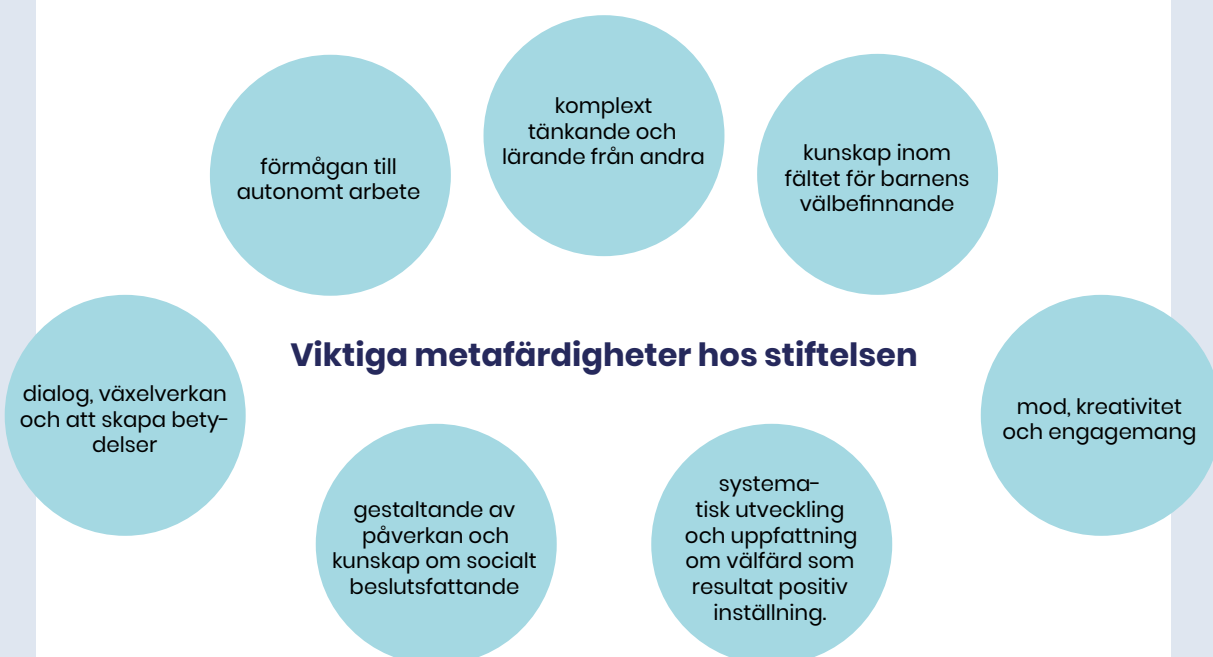 komplext
tänkande och
lärande från andra
förmågan till
autonomt arbete
kunskap inom
fältet för barnens
välbefinnande
Viktiga metafärdigheter hos stiftelsen
dialog, växelverkan
och att skapa bety-
delser
mod, kreativitet
och engagemang
gestaltande av
påverkan och
kunskap om socialt
beslutsfattande
systema-
tisk utveckling
och uppfattning
om välfärd som
resultat positiv
inställning.